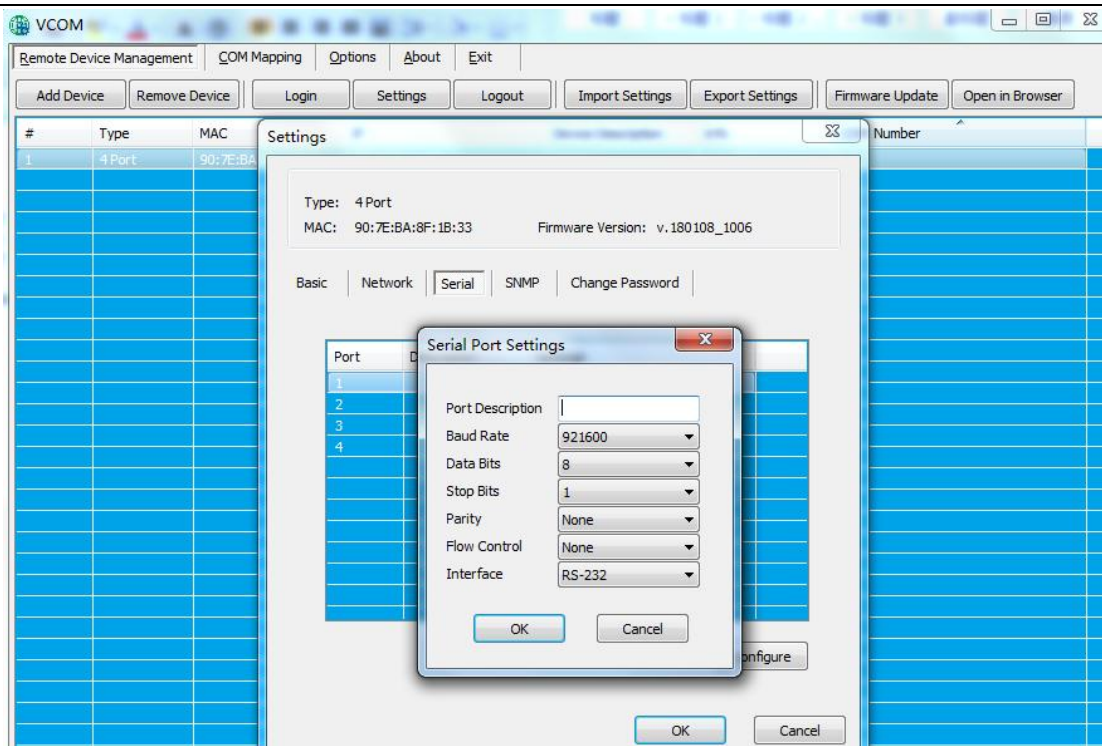 VCOM
Remote Device Management COM Mapping Options About Exit
Add Device Remove Device Login Settings Logout Import Settings Export Settings Firmware Update Open in Browser
# Type MAC Number
1 4 Port 90:7E:BA
Settings
Type: 4 Port
MAC: 90:7E:BA:8F:1B:33 Firmware Version: v.180108_1006
Basic Network Serial SNMP Change Password
Port
1
2
3
4
Serial Port Settings
Port Description
Baud Rate 921600
Data Bits 8
Stop Bits 1
Parity None
Flow Control None
Interface RS-232
OK Cancel
onfigure
OK Cancel